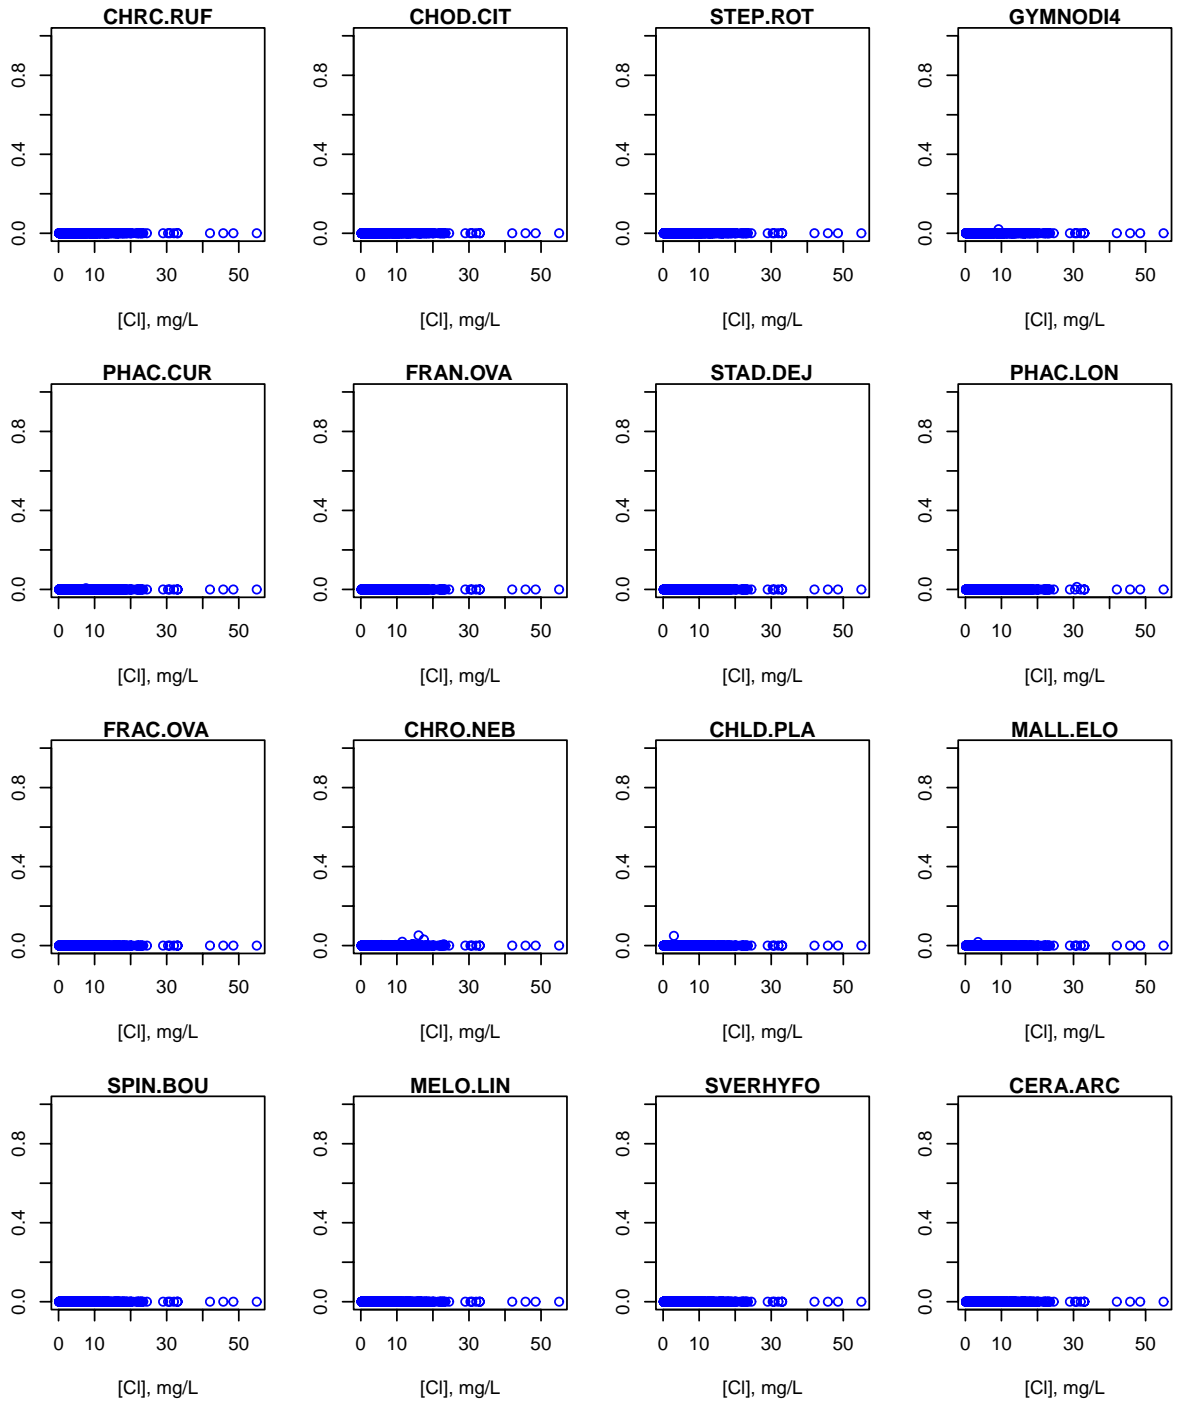 CHRC.RUF CHOD.CIT STEP.ROT GYMNODI4
0.0 0.4 0.8 0.0 0.4 0.8 0.0 0.4 0.8 0.0 0.4 0.8
0 10 30 50 0 10 30 50 0 10 30 50 0 10 30 50
[Cl], mg/L [Cl], mg/L [Cl], mg/L [Cl], mg/L
PHAC.CUR FRAN.OVA STAD.DEJ PHAC.LON
0.0 0.4 0.8 0.0 0.4 0.8 0.0 0.4 0.8 0.0 0.4 0.8
0 10 30 50 0 10 30 50 0 10 30 50 0 10 30 50
[Cl], mg/L [Cl], mg/L [Cl], mg/L [Cl], mg/L
FRAC.OVA CHRO.NEB CHLD.PLA MALL.ELO
0.0 0.4 0.8 0.0 0.4 0.8 0.0 0.4 0.8 0.0 0.4 0.8
0 10 30 50 0 10 30 50 0 10 30 50 0 10 30 50
[Cl], mg/L [Cl], mg/L [Cl], mg/L [Cl], mg/L
SPIN.BOU MELO.LIN SVERHYFO CERA.ARC
0.0 0.4 0.8 0.0 0.4 0.8 0.0 0.4 0.8 0.0 0.4 0.8
0 10 30 50 0 10 30 50 0 10 30 50 0 10 30 50
[Cl], mg/L [Cl], mg/L [Cl], mg/L [Cl], mg/L